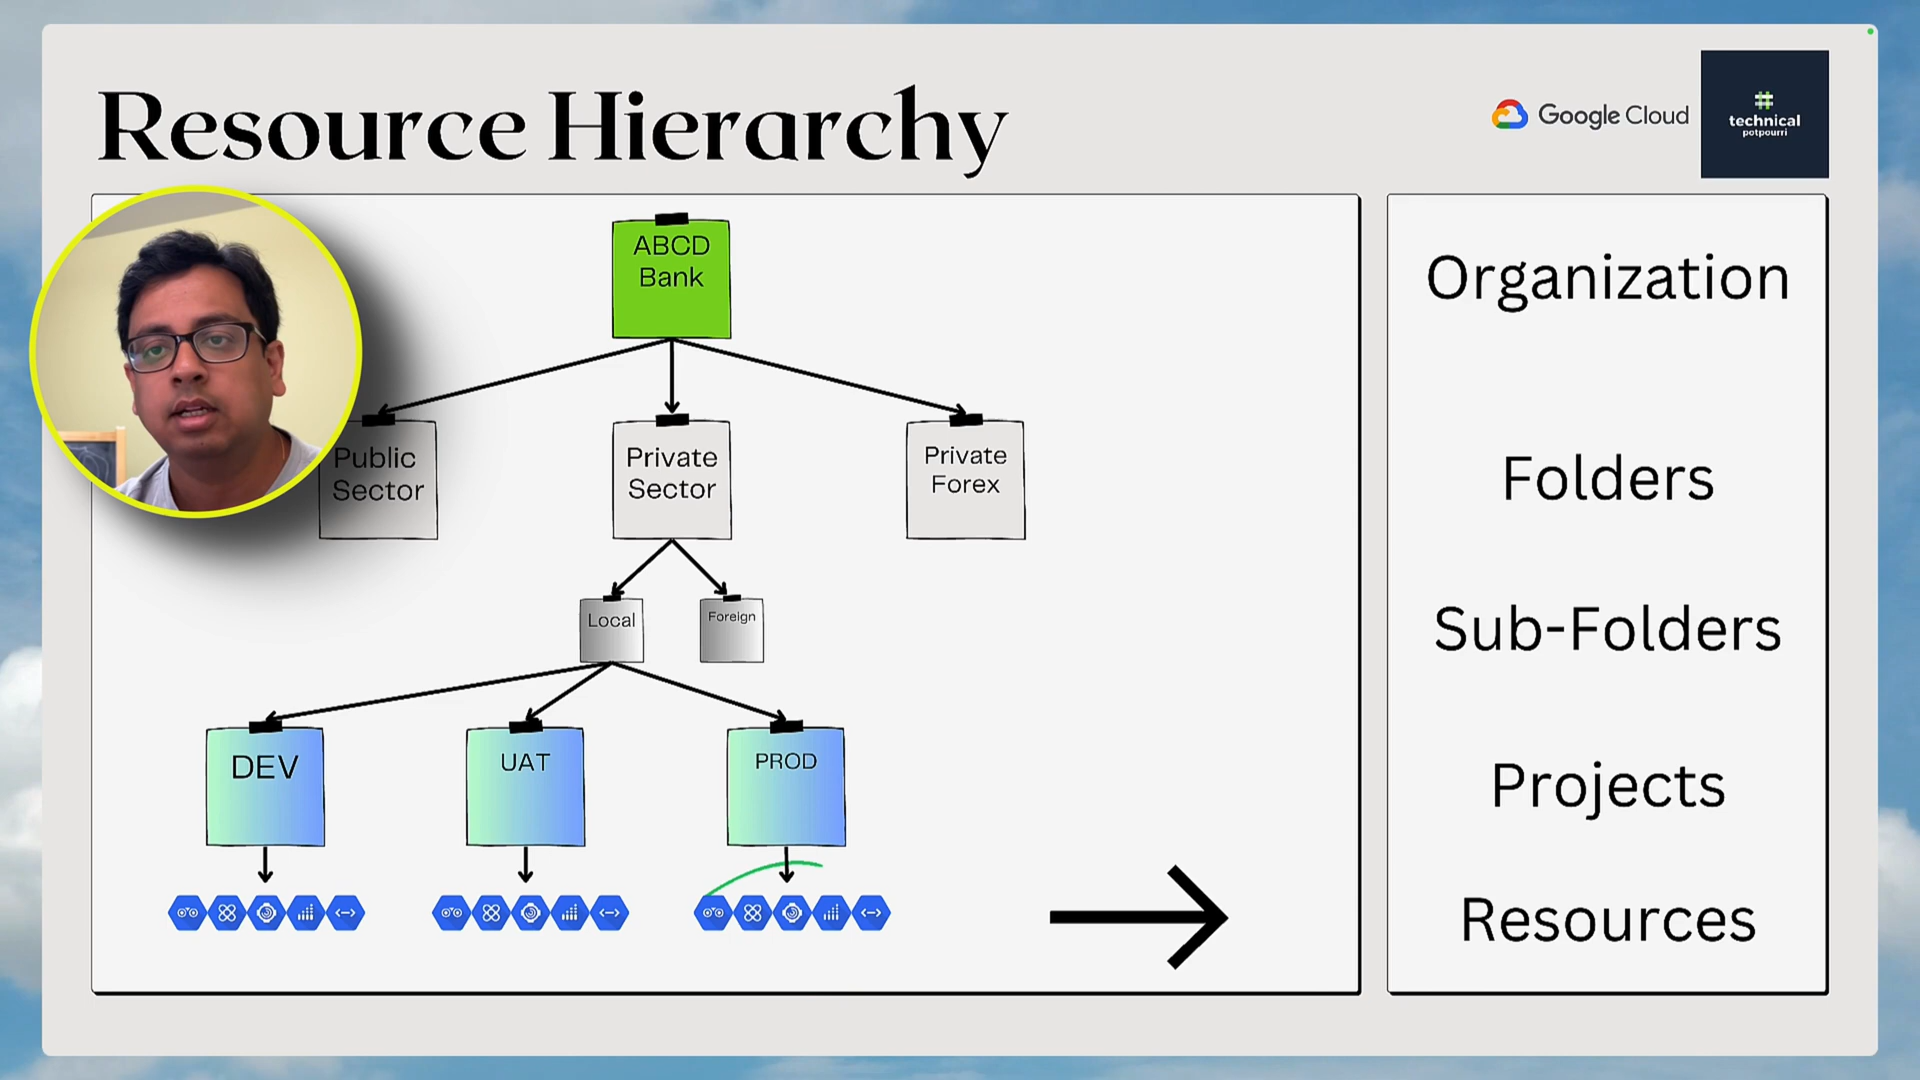 Resource Hierarchy
Google Cloud
technical
potpourri
ABCD
Bank
Organization
Public
Sector
Private
Sector
Private
Forex
Folders
Local
Foreign
Sub-Folders
DEV
UAT
PROD
Projects
Resources